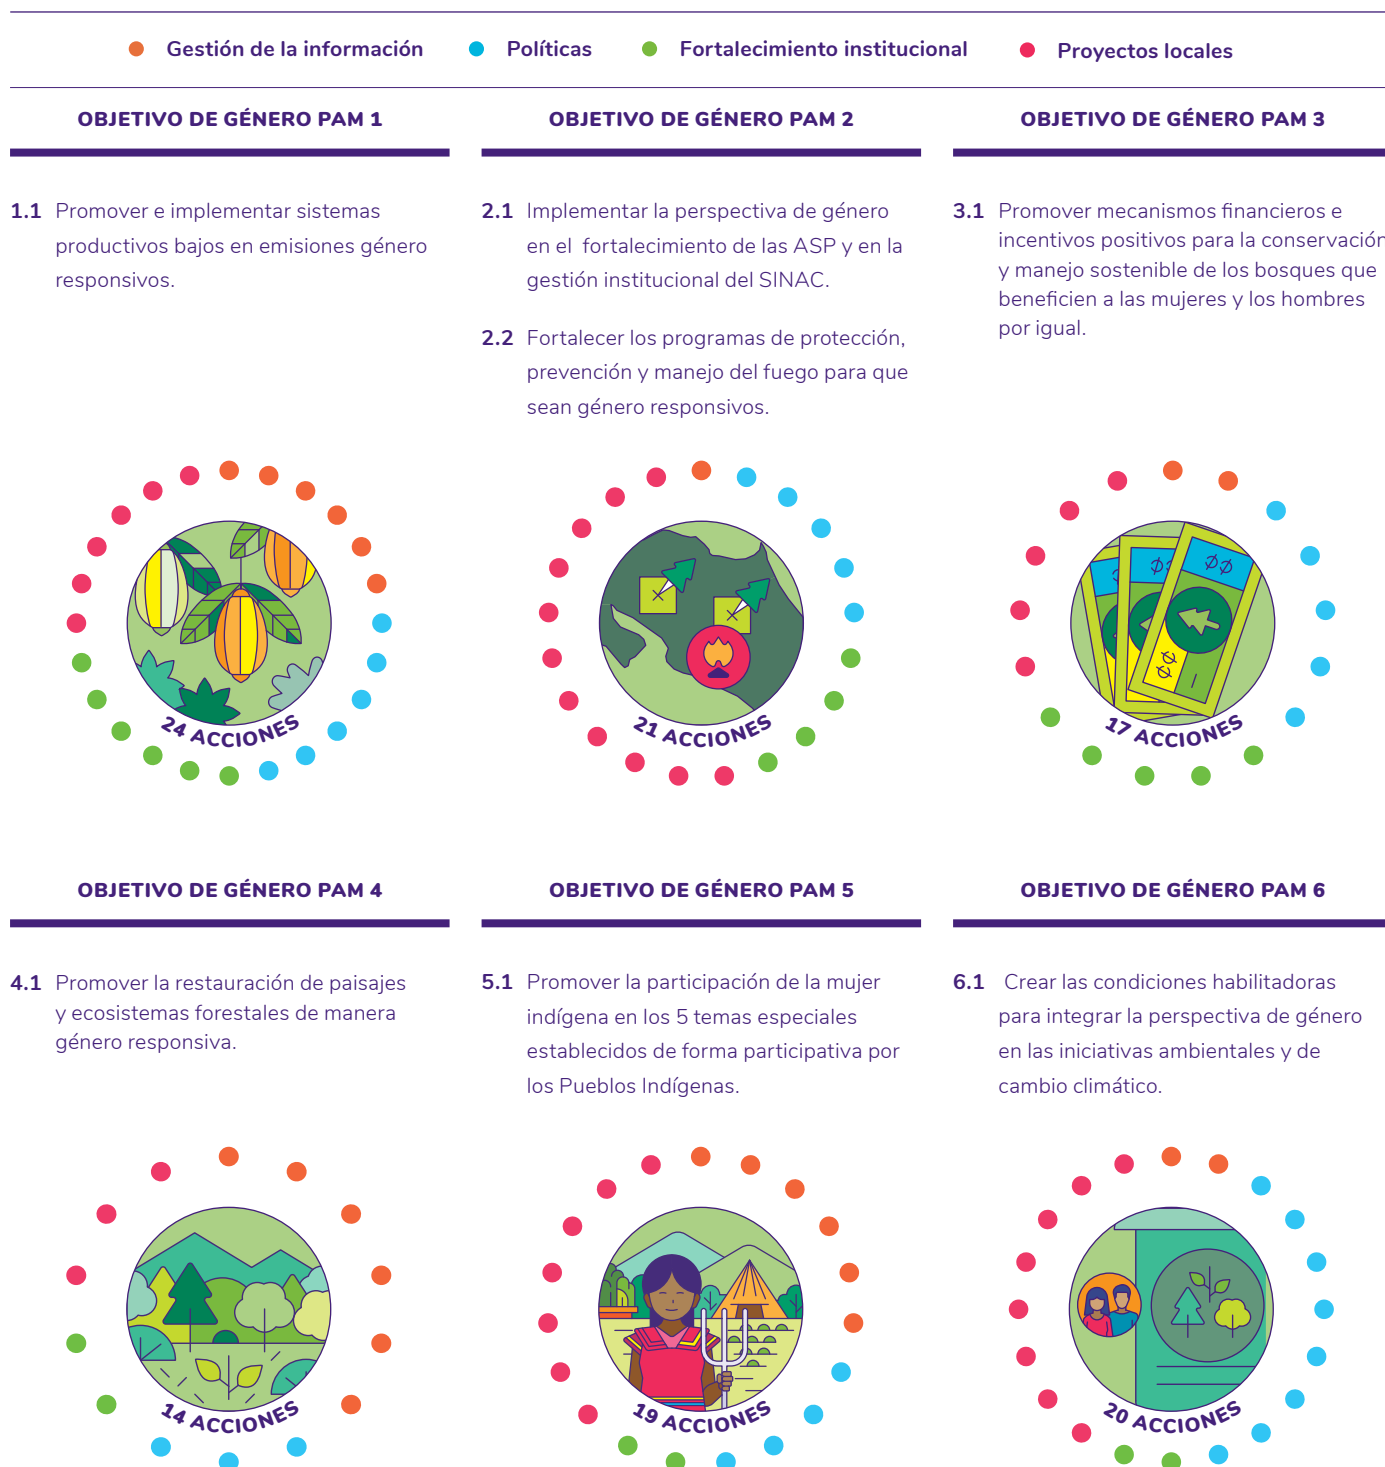 Gestión de la información
Políticas
Fortalecimiento institucional
Proyectos locales
OBJETIVO DE GÉNERO PAM 1
1.1 Promover e implementar sistemas
productivos bajos en emisiones género
responsivos.
24 ACCIONES
OBJETIVO DE GÉNERO PAM 2
2.1 Implementar la perspectiva de género
en el fortalecimiento de las ASP y en la
gestión institucional del SINAC.
2.2 Fortalecer los programas de protección,
prevención y manejo del fuego para que
sean género responsivos.
21 ACCIONES
OBJETIVO DE GÉNERO PAM 3
3.1 Promover mecanismos financieros e
incentivos positivos para la conservación
y manejo sostenible de los bosques que
beneficien a las mujeres y los hombres
por igual.
17 ACCIONES
OBJETIVO DE GÉNERO PAM 4
4.1 Promover la restauración de paisajes
y ecosistemas forestales de manera
género responsiva.
14 ACCIONES
OBJETIVO DE GÉNERO PAM 5
5.1 Promover la participación de la mujer
indígena en los 5 temas especiales
establecidos de forma participativa por
los Pueblos Indígenas.
19 ACCIONES
OBJETIVO DE GÉNERO PAM 6
6.1 Crear las condiciones habilitadoras
para integrar la perspectiva de género
en las iniciativas ambientales y de
cambio climático.
20 ACCIONES